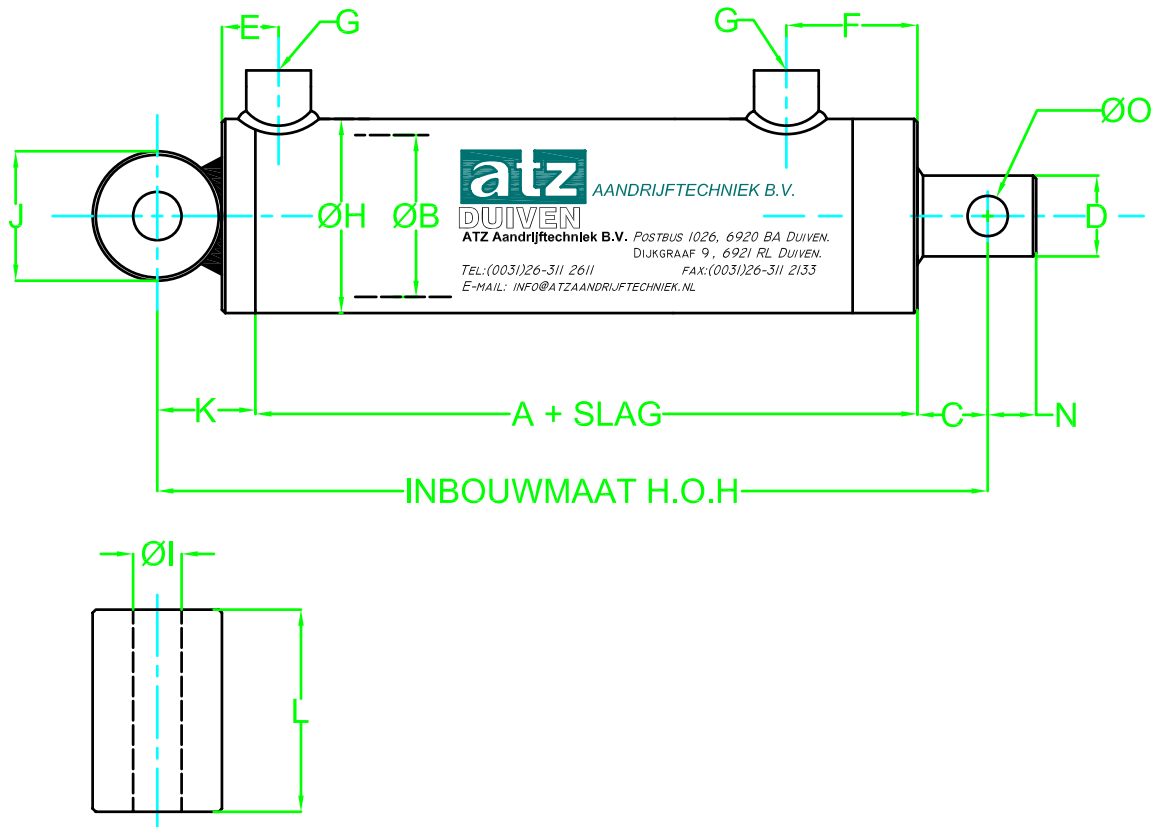 E
G
G
F
ØO
J
ØH
ØB
atz
AANDRIJFTECHNIEK B.V.
DUIVEN
ATZ Aandrijftechniek B.V. POSTBUS 1026, 6920 BA DUIVEN.
DIJKGRAAF 9, 6921 RL DUIVEN.
TEL:(0031)26-311 2611 FAX:(0031)26-311 2133
E-MAIL: INFO@ATZAANDRIJFTECHNIEK.NL
D
K
A + SLAG
C
N
INBOUWMAAT H.O.H
ØI
L